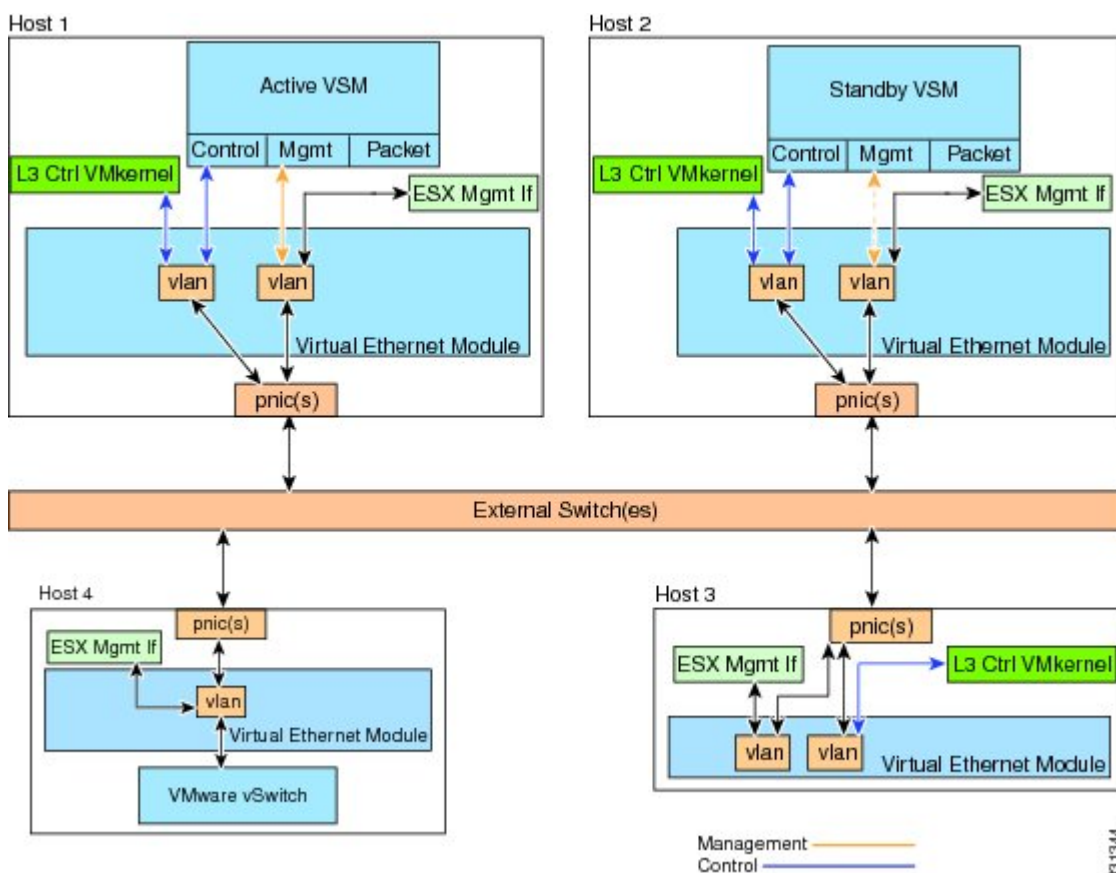 Host 1
Active VSM
Control Mgmt Packet
L3 Ctrl VMkernel
ESX Mgmt If
vlan vlan
Virtual Ethernet Module
pnic(s)
Host 2
Standby VSM
Control Mgmt Packet
L3 Ctrl VMkernel
ESX Mgmt If
vlan vlan
Virtual Ethernet Module
pnic(s)
External Switch(es)
Host 4
pnic(s)
ESX Mgmt If
vlan
Virtual Ethernet Module
VMware vSwitch
Host 3
pnic(s)
ESX Mgmt If
L3 Ctrl VMkernel
vlan vlan
Virtual Ethernet Module
Management
Control